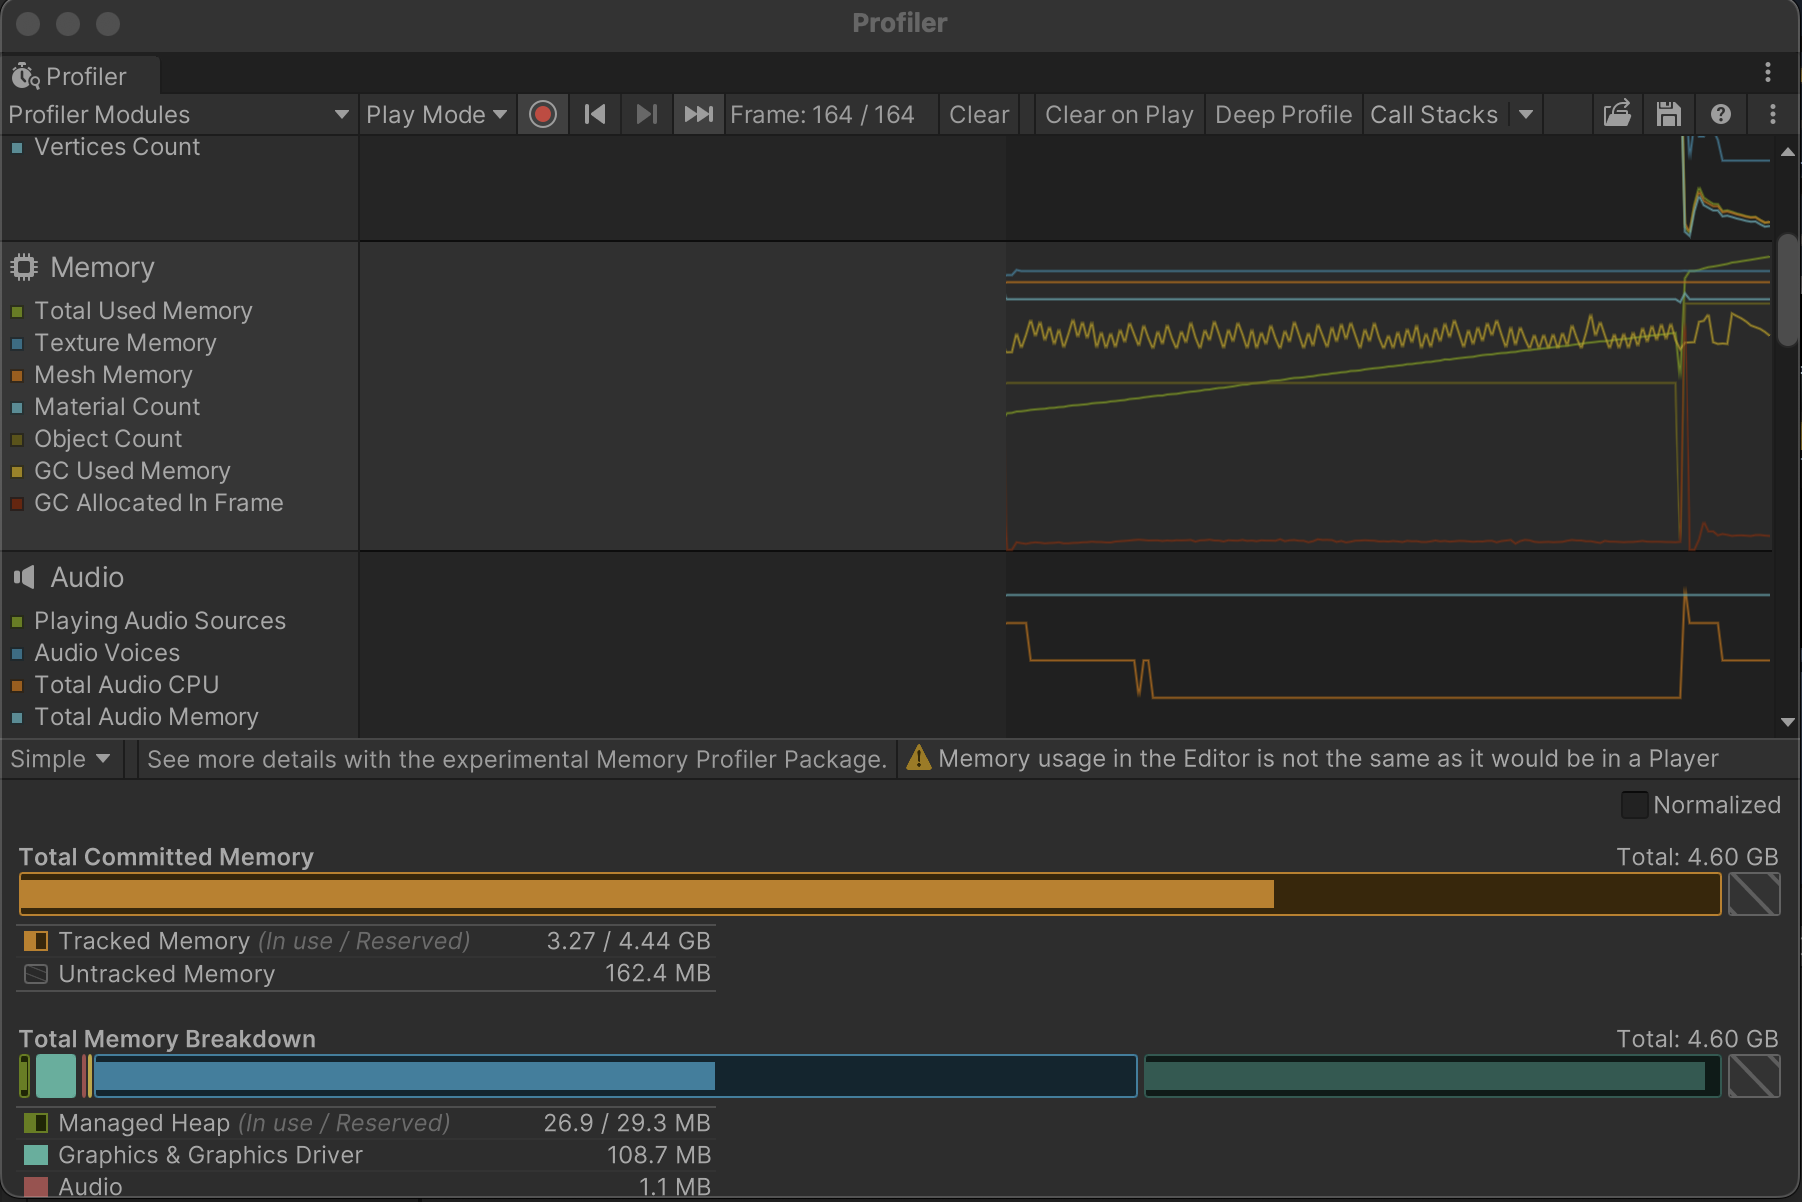 Profiler
Profiler
Profiler Modules Play Mode Frame: 164 / 164 Clear Clear on Play Deep Profile Call Stacks
Vertices Count
Memory
Total Used Memory
Texture Memory
Mesh Memory
Material Count
Object Count
GC Used Memory
GC Allocated In Frame
Audio
Playing Audio Sources
Audio Voices
Total Audio CPU
Total Audio Memory
Simple See more details with the experimental Memory Profiler Package. Memory usage in the Editor is not the same as it would be in a Player
Normalized
Total Committed Memory Total: 4.60 GB
Tracked Memory (In use / Reserved) 3.27 / 4.44 GB
Untracked Memory 162.4 MB
Total Memory Breakdown Total: 4.60 GB
Managed Heap (In use / Reserved) 26.9 / 29.3 MB
Graphics & Graphics Driver 108.7 MB
Audio 1.1 MB